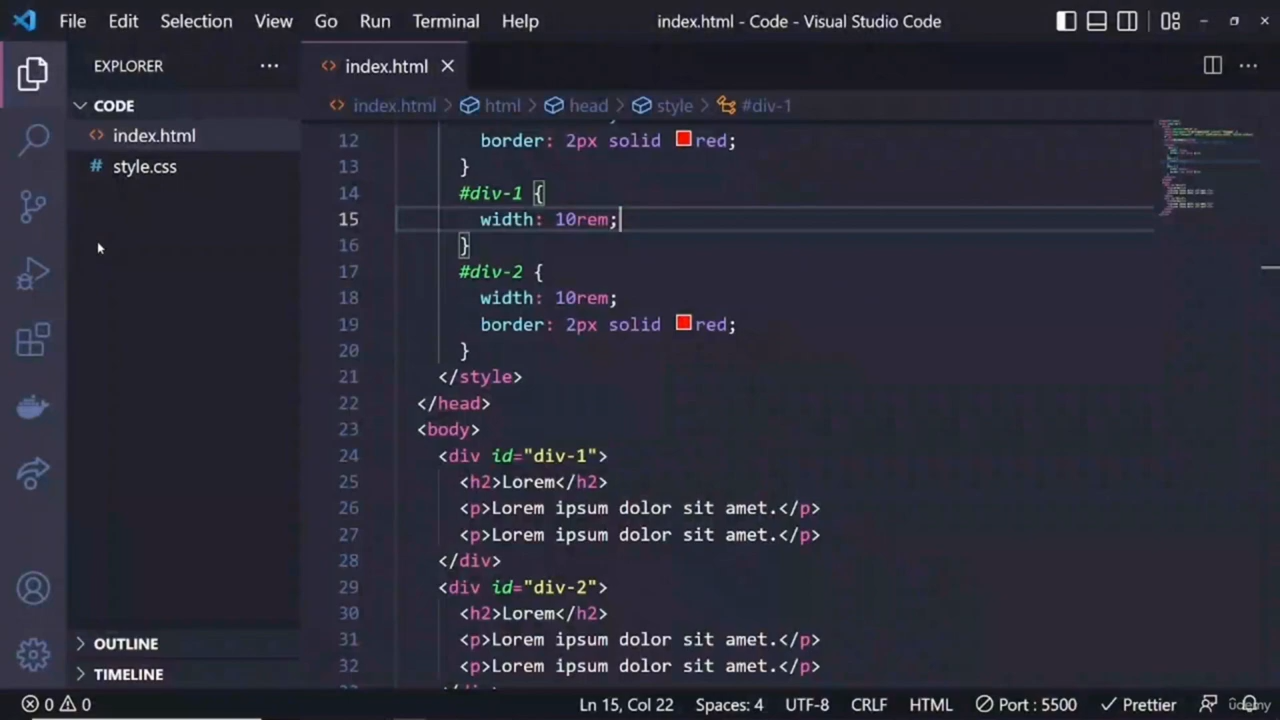 File Edit Selection View Go Run Terminal Help index.html - Code - Visual Studio Code
EXPLORER
index.html
CODE
index.html
style.css
index.html > html > head > style > #div-1
12 border: 2px solid red;
13 }
14 #div-1 {
15 width: 10rem;
16 }
17 #div-2 {
18 width: 10rem;
19 border: 2px solid red;
20 }
21 </style>
22 </head>
23 <body>
24 <div id="div-1">
25 <h2>Lorem</h2>
26 <p>Lorem ipsum dolor sit amet.</p>
27 <p>Lorem ipsum dolor sit amet.</p>
28 </div>
29 <div id="div-2">
30 <h2>Lorem</h2>
31 <p>Lorem ipsum dolor sit amet.</p>
32 <p>Lorem ipsum dolor sit amet.</p>
OUTLINE
TIMELINE
0 0 Ln 15, Col 22 Spaces: 4 UTF-8 CRLF HTML Port : 5500 Prettier
udemy